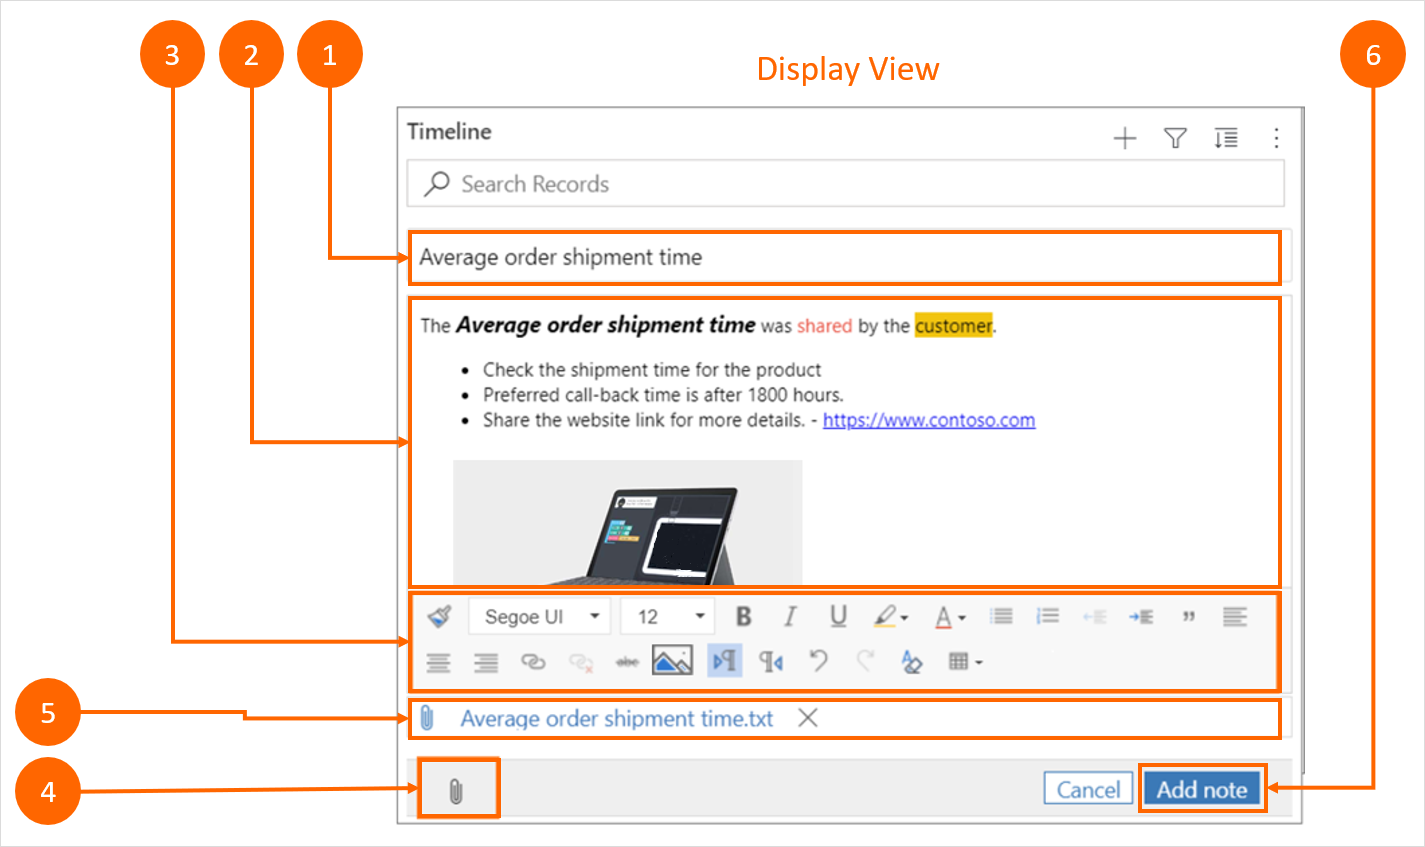 3 2 1 6
Display View
Timeline
Search Records
Average order shipment time
The Average order shipment time was shared by the customer.
• Check the shipment time for the product
• Preferred call-back time is after 1800 hours.
• Share the website link for more details. - https://www.contoso.com
Segoe UI 12 B I U A ”
abc A
5 Average order shipment time.txt
4 Cancel Add note